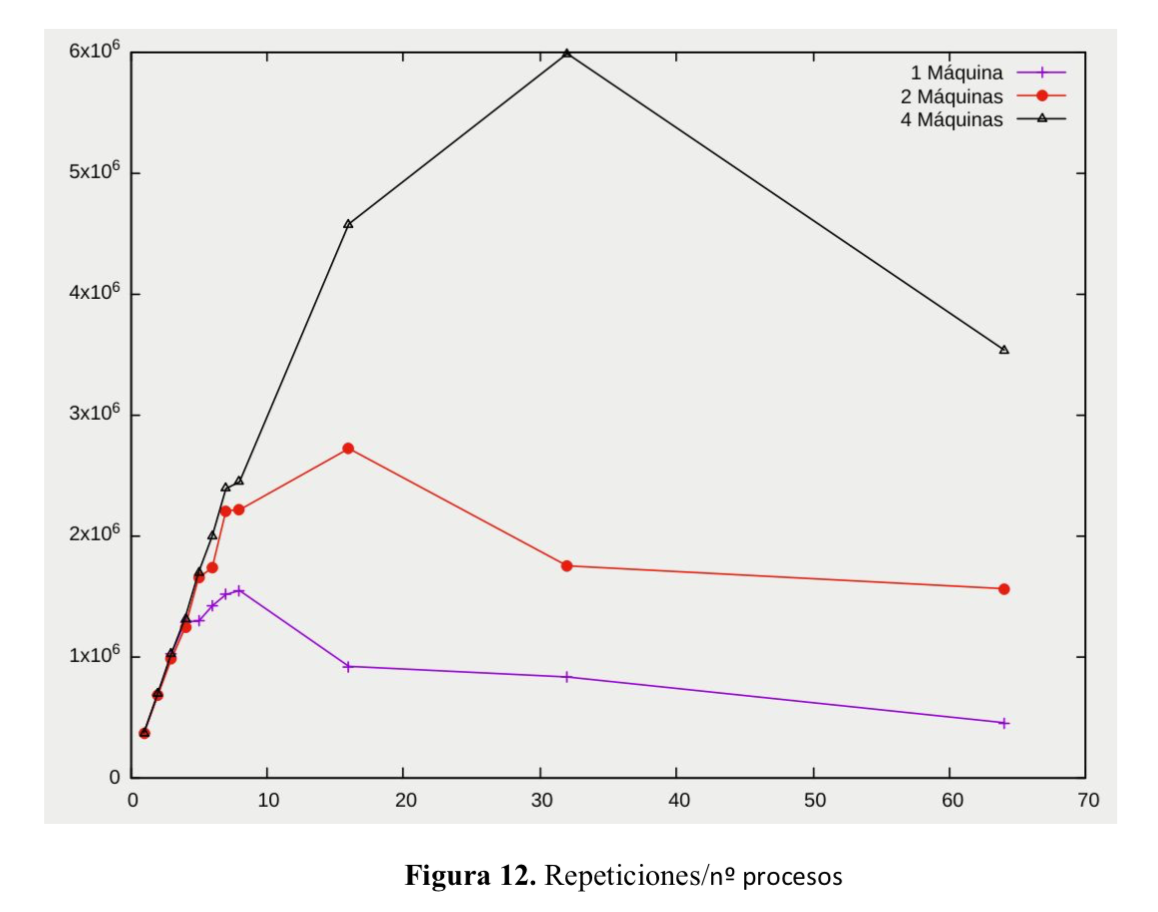 6x10⁶
5x10⁶
4x10⁶
3x10⁶
2x10⁶
1x10⁶
0
0 10 20 30 40 50 60 70
1 Máquina
2 Máquinas
4 Máquinas
Figura 12. Repeticiones/nº procesos